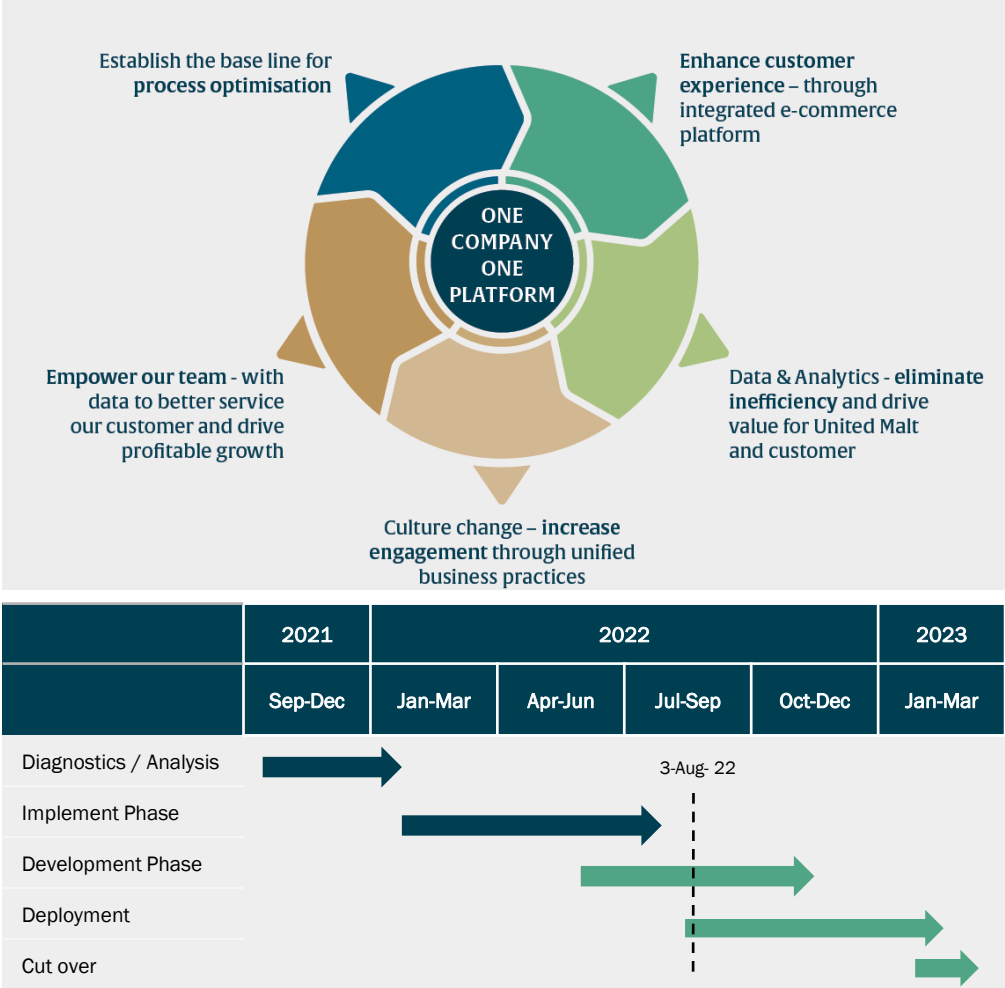 Establish the base line for
process optimisation
Enhance customer
experience – through
integrated e-commerce
platform
ONE
COMPANY
ONE
PLATFORM
Empower our team - with
data to better service
our customer and drive
profitable growth
Data & Analytics - eliminate
inefficiency and drive
value for United Malt
and customer
Culture change – increase
engagement through unified
business practices
2021 2022 2023
Sep-Dec Jan-Mar Apr-Jun Jul-Sep Oct-Dec Jan-Mar
Diagnostics / Analysis
3-Aug- 22
Implement Phase
Development Phase
Deployment
Cut over